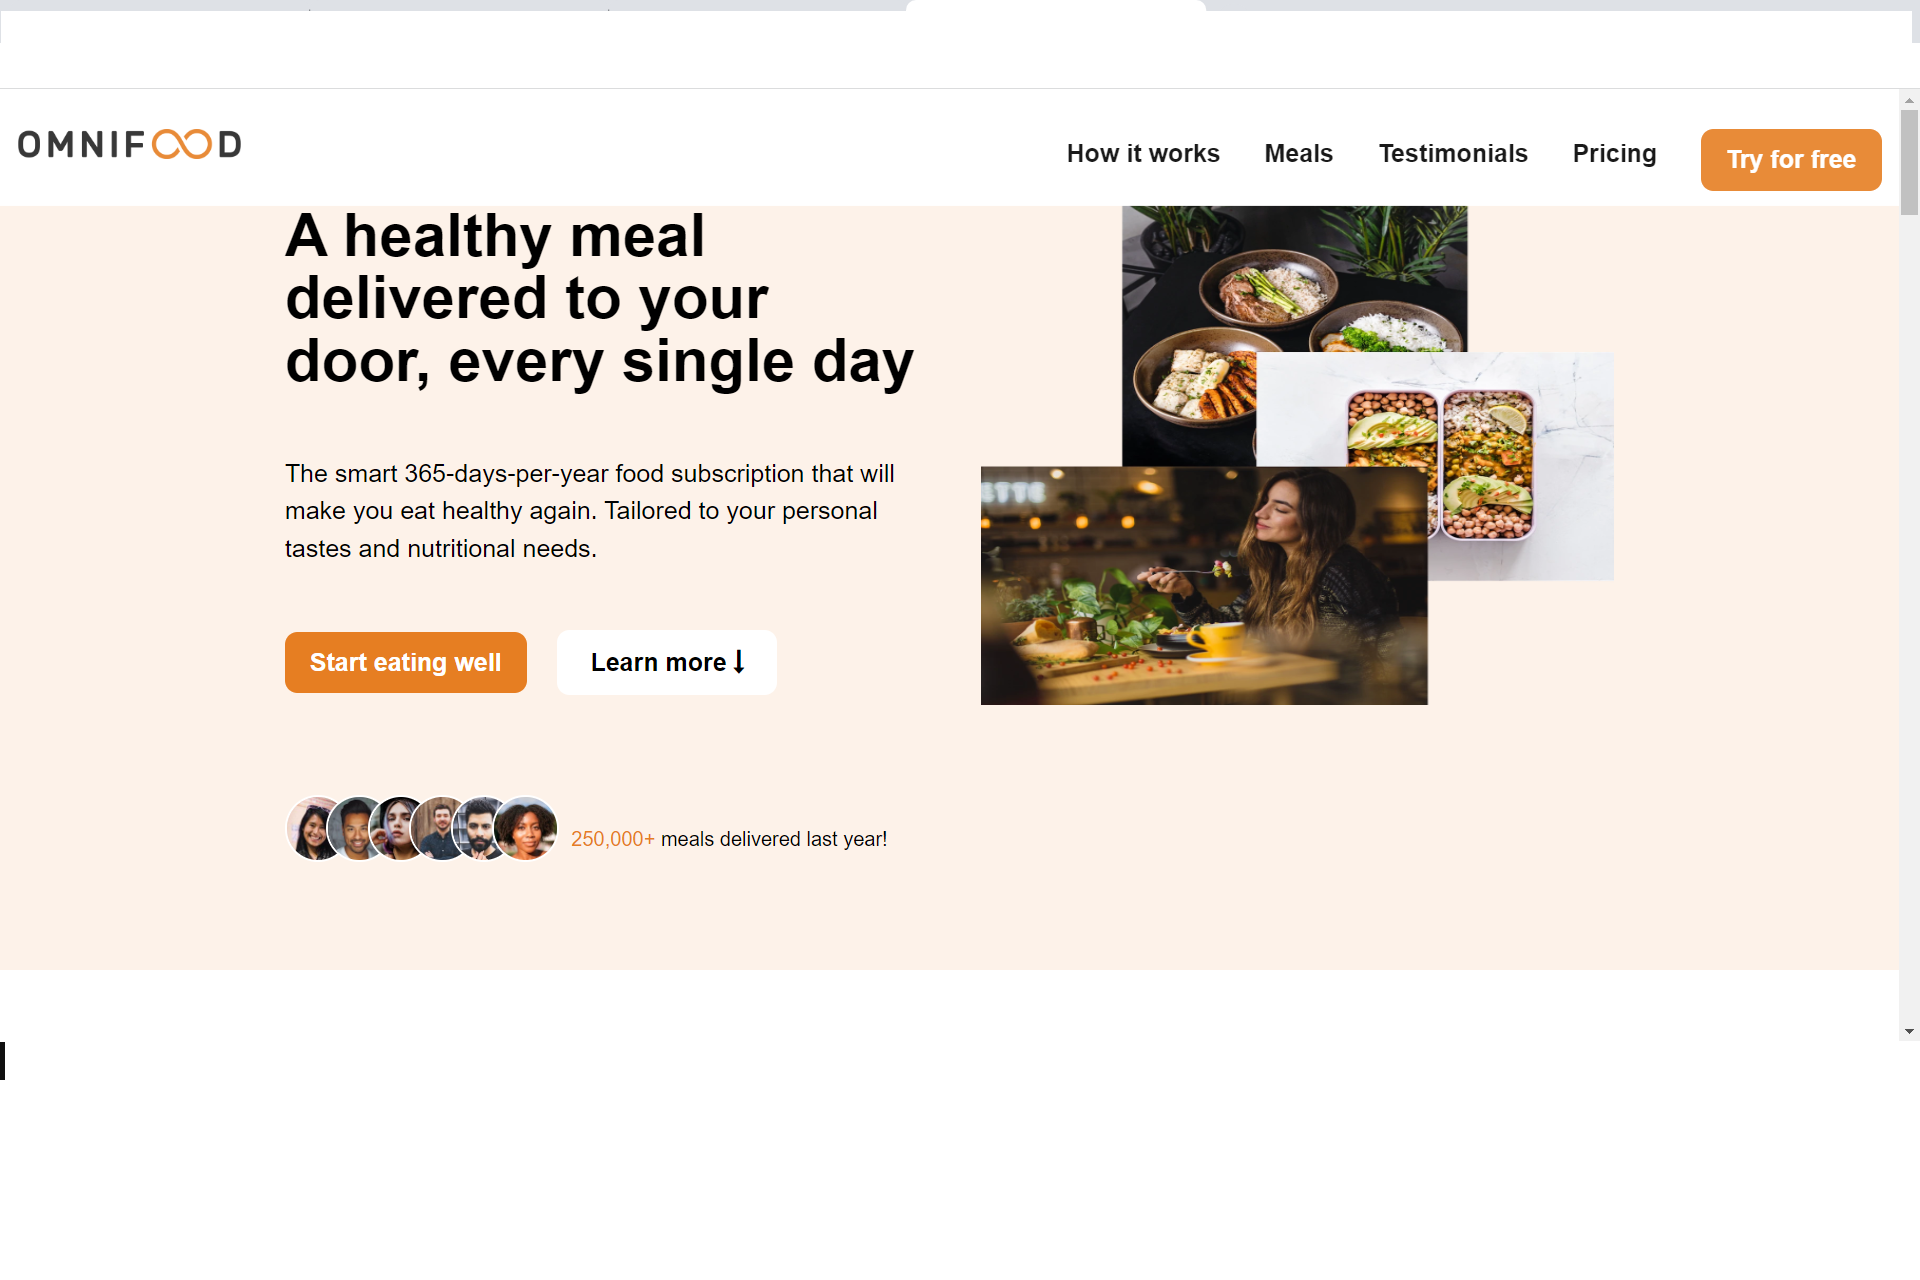 OMNIFOOD
How it works
Meals
Testimonials
Pricing
Try for free
A healthy meal
delivered to your
door, every single day
The smart 365-days-per-year food subscription that will
make you eat healthy again. Tailored to your personal
tastes and nutritional needs.
Start eating well
Learn more ↓
250,000+ meals delivered last year!